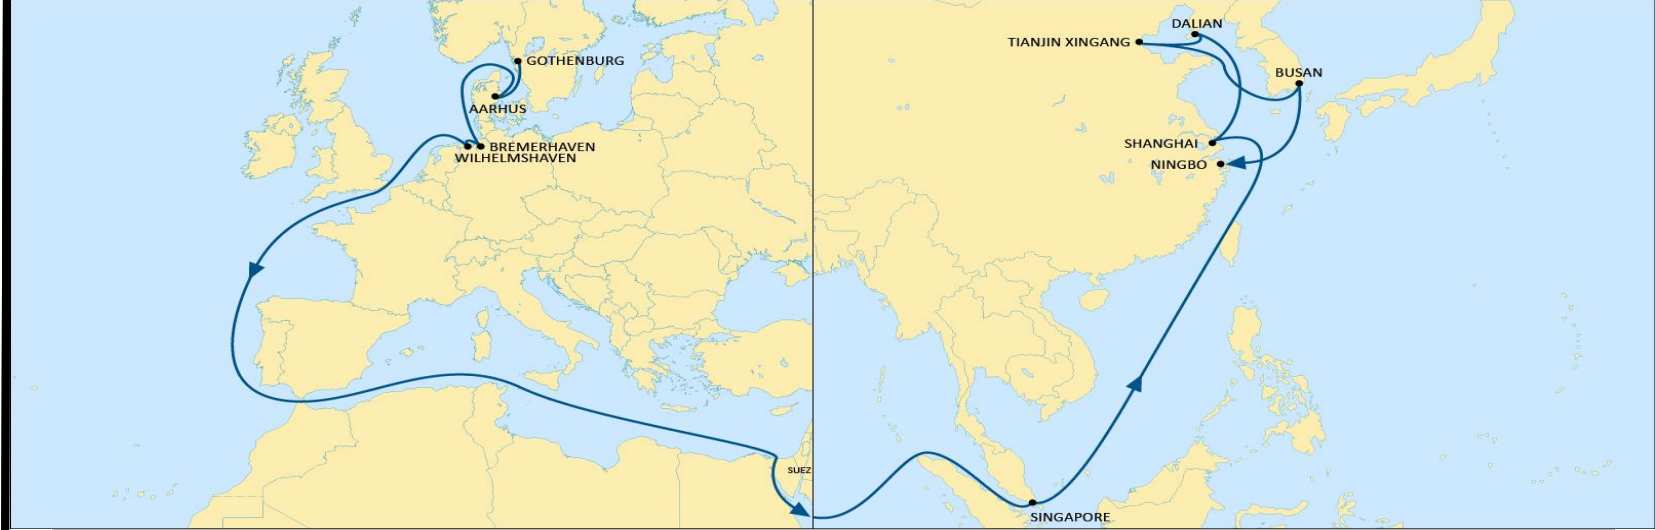 GOTHENBURG
AARHUS
BREMERHAVEN
WILHELMSHAVEN
SUEZ
DALIAN
TIANJIN XINGANG
BUSAN
SHANGHAI
NINGBO
SINGAPORE